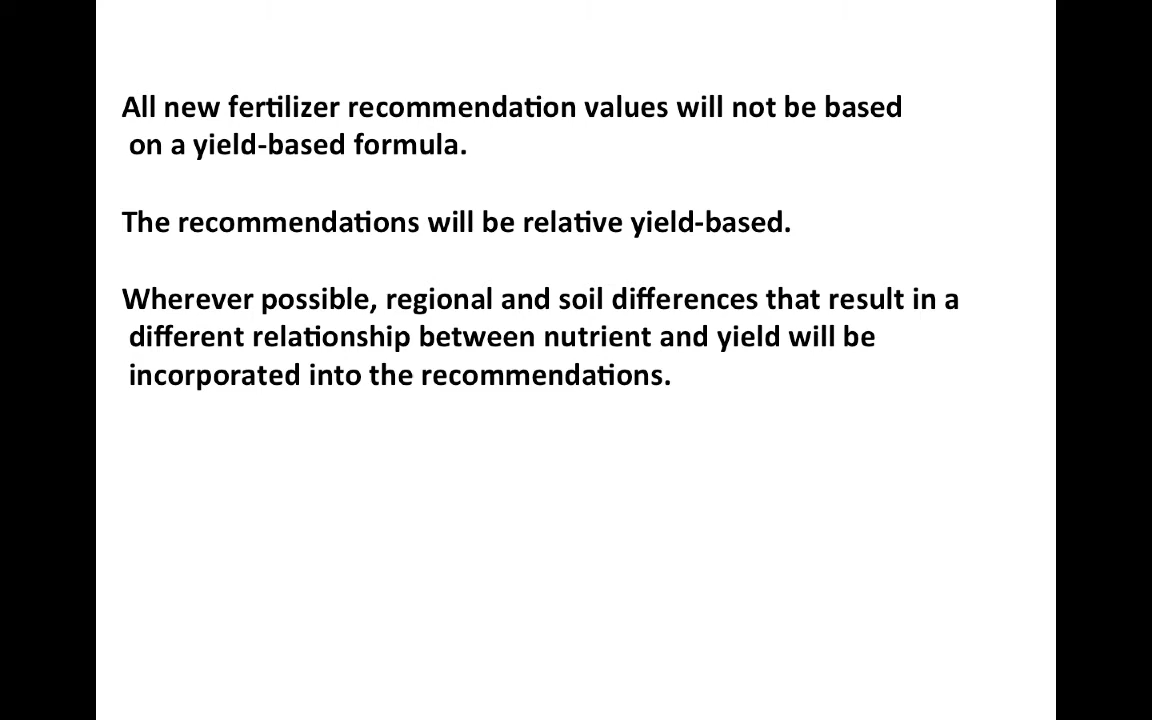 All new fertilizer recommendation values will not be based
on a yield-based formula.
The recommendations will be relative yield-based.
Wherever possible, regional and soil differences that result in a
different relationship between nutrient and yield will be
incorporated into the recommendations.